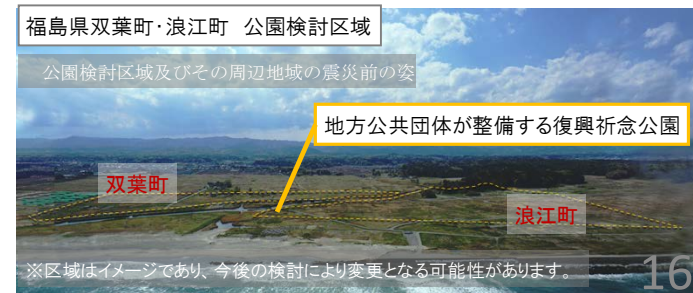 福島県双葉町・浪江町　公園検討区域
公園検討区域及びその周辺地域の震災前の姿
地方公共団体が整備する復興祈念公園
双葉町
浪江町
※区域はイメージであり、今後の検討により変更となる可能性があります。
16